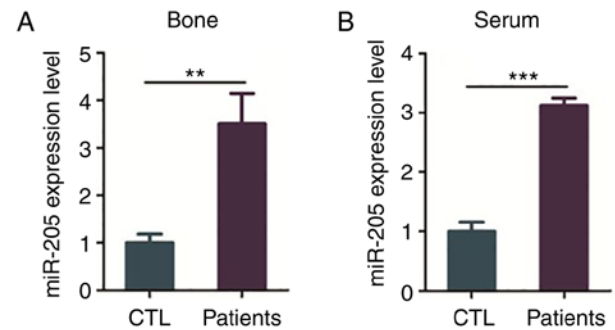 A
Bone
miR-205 expression level
5
4
3
2
1
0
**
CTL
Patients
B
Serum
miR-205 expression level
4
3
2
1
0
***
CTL
Patients